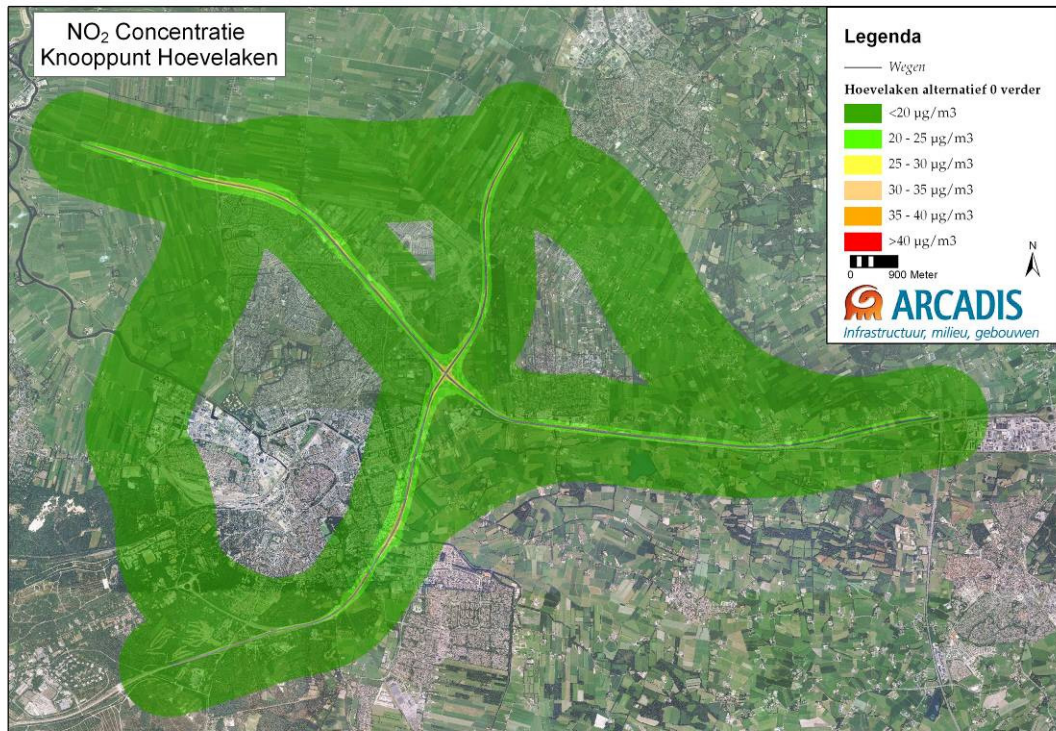 NO₂ Concentratie
Knooppunt Hoevelaken
Legenda
Wegen
Hoevelaken alternatief 0 verder
<20 µg/m3
20 - 25 µg/m3
25 - 30 µg/m3
30 - 35 µg/m3
35 - 40 µg/m3
>40 µg/m3
N
0 900 Meter
ARCADIS
Infrastructuur, milieu, gebouwen